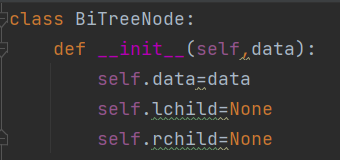 class BiTreeNode:
    def __init__(self,data):
        self.data=data
        self.lchild=None
        self.rchild=None